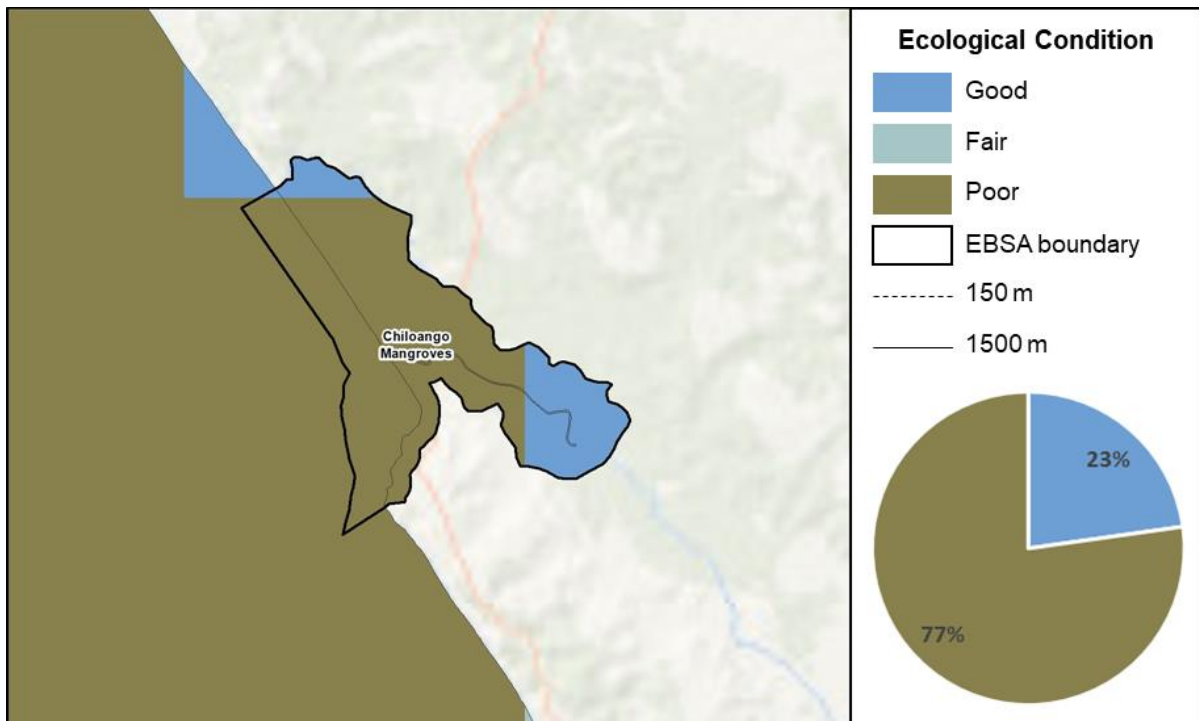 Chiloango
Mangroves
Ecological Condition
Good
Fair
Poor
EBSA boundary
150 m
1500 m
23%
77%